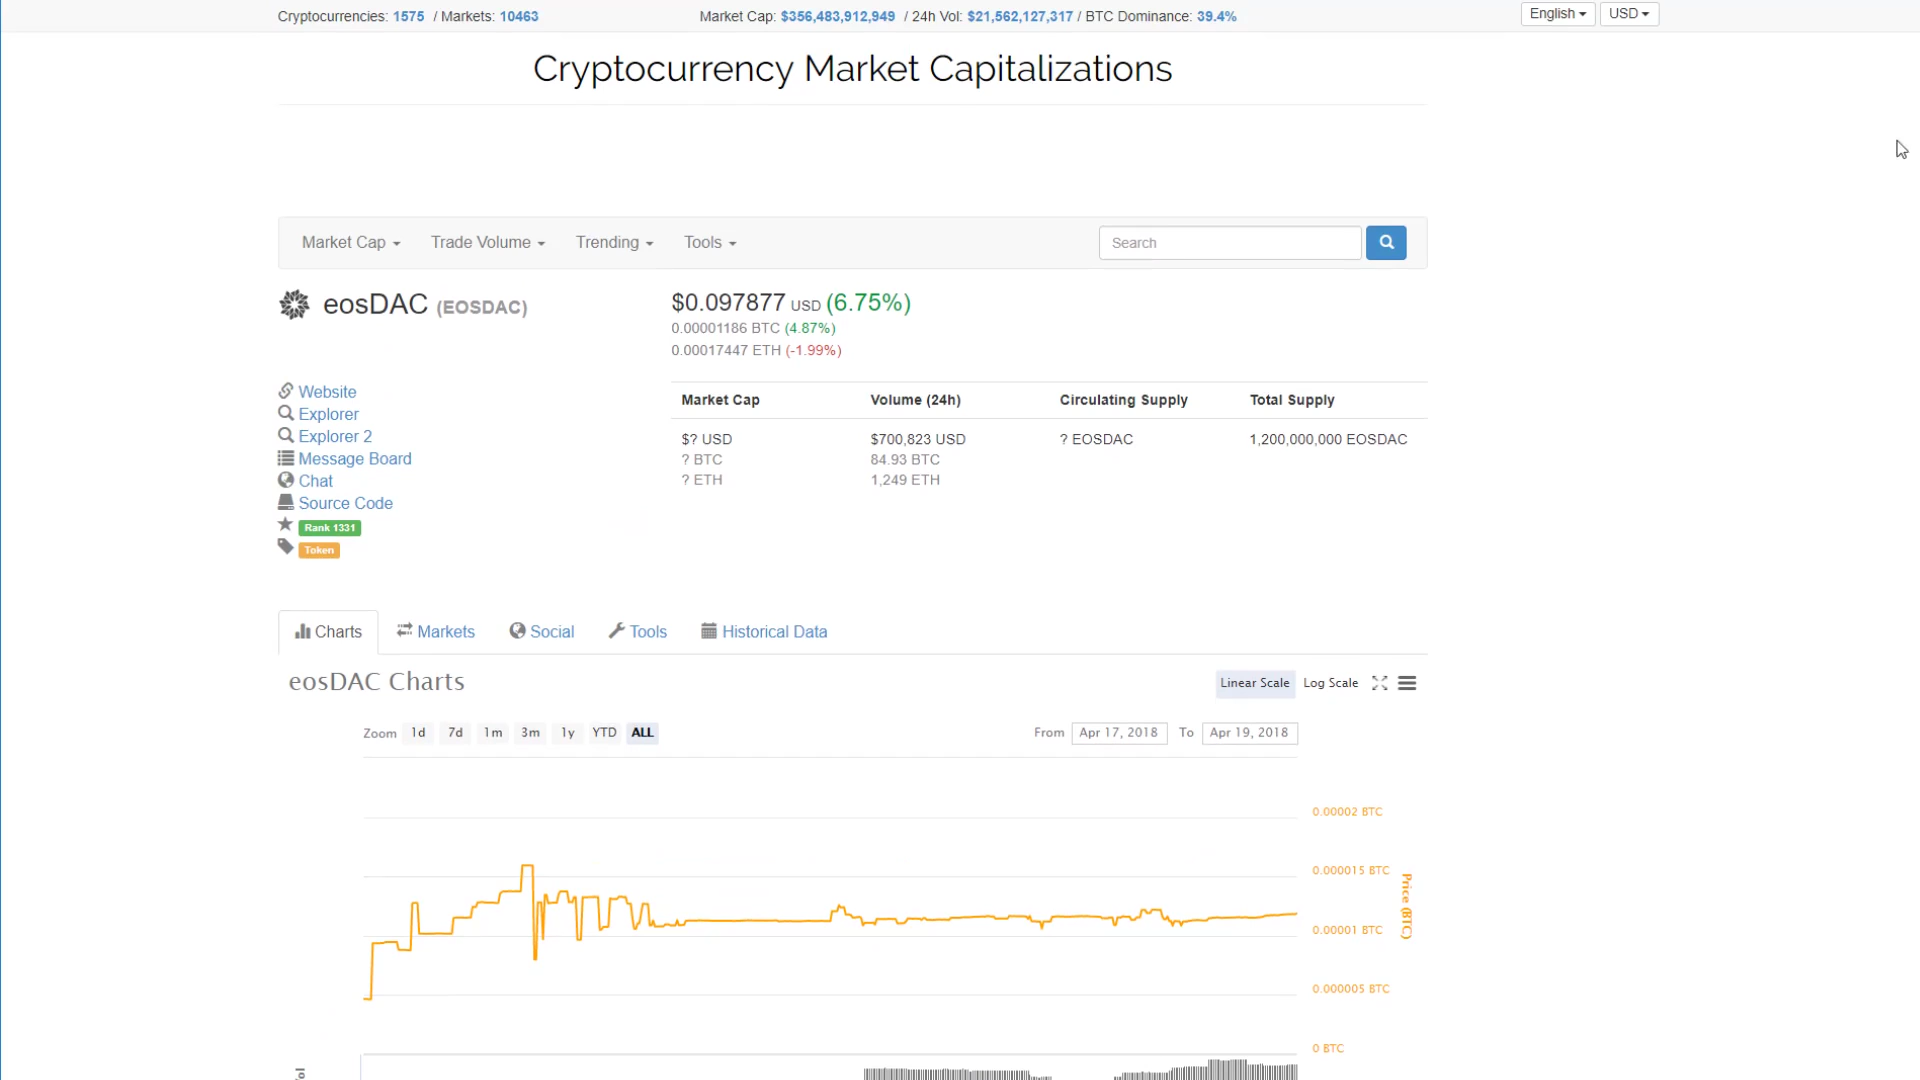 Cryptocurrencies: 1575 / Markets: 10463
Market Cap: $356,483,912,949 / 24h Vol: $21,562,127,317 / BTC Dominance: 39.4%
English
USD
Cryptocurrency Market Capitalizations
Market Cap
Trade Volume
Trending
Tools
Search
eosDAC (EOSDAC)
$0.097877 USD (6.75%)
0.00001186 BTC (4.87%)
0.00017447 ETH (-1.99%)
Website
Explorer
Explorer 2
Message Board
Chat
Source Code
Rank 1331
Token
Market Cap Volume (24h) Circulating Supply Total Supply
$? USD $700,823 USD ? EOSDAC 1,200,000,000 EOSDAC
? BTC 84.93 BTC
? ETH 1,249 ETH
Charts Markets Social Tools Historical Data
eosDAC Charts
Linear Scale Log Scale
Zoom 1d 7d 1m 3m 1y YTD ALL
From Apr 17, 2018 To Apr 19, 2018
0.00002 BTC
0.000015 BTC
0.00001 BTC
0.000005 BTC
0 BTC
Price (BTC)